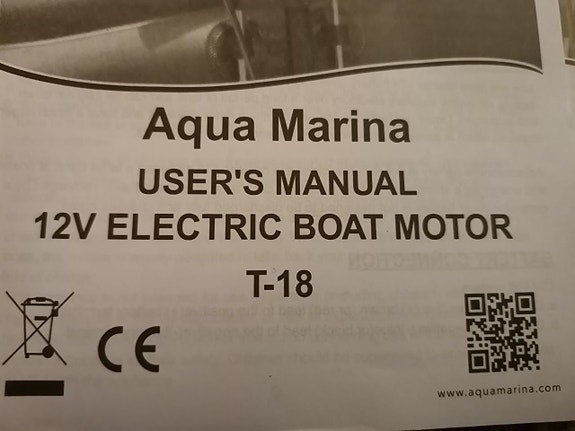 Aqua Marina
USER'S MANUAL
12V ELECTRIC BOAT MOTOR
T-18
CE
www.aquamarina.com